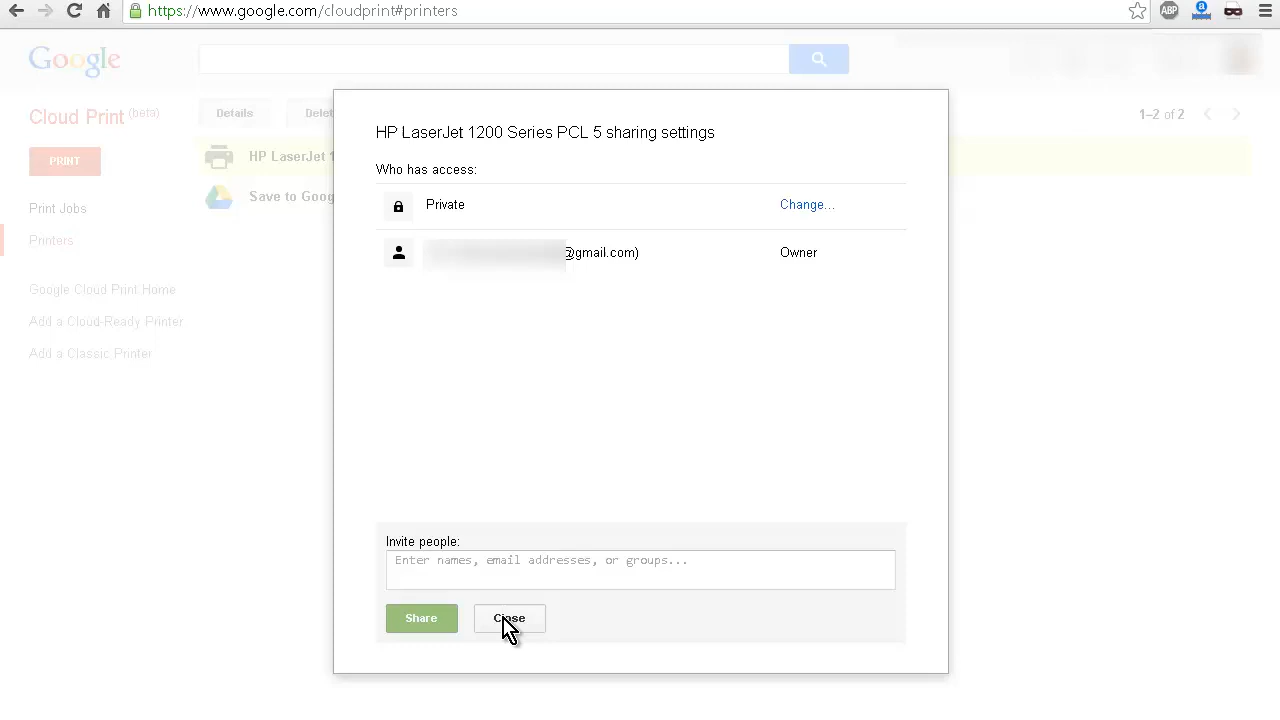 https://www.google.com/cloudprint#printers
ABP
a
Google
Cloud Print (beta)
Details
Delet
1–2 of 2
PRINT
HP LaserJet 1
Save to Goog
Print Jobs
Printers
Google Cloud Print Home
Add a Cloud-Ready Printer
Add a Classic Printer
HP LaserJet 1200 Series PCL 5 sharing settings
Who has access:
Private
Change...
@gmail.com)
Owner
Invite people:
Enter names, email addresses, or groups...
Share
Close